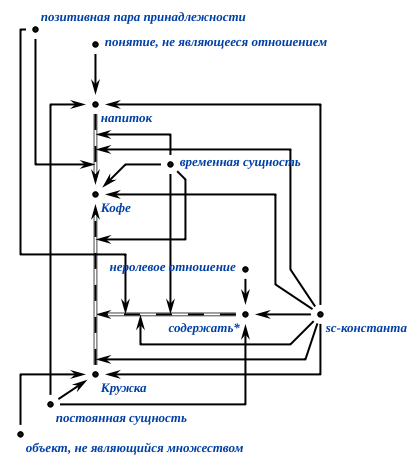 позитивная пара принадлежности
понятие, не являющееся отношением
напиток
временная сущность
Кофе
неролевое отношение
содержать*
sc-константа
Кружка
постоянная сущность
объект, не являющийся множеством